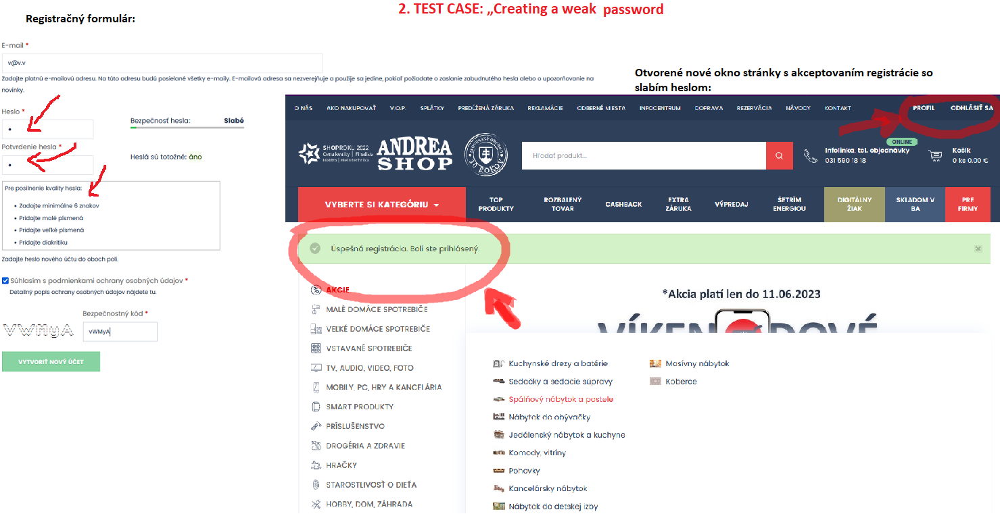 2. TEST CASE: „Creating a weak password
Registračný formulár:
E-mail *
v@v.v
Zadajte platnú e-mailovú adresu. Na túto adresu budú posielané všetky e-maily. E-mailová adresa sa nezverejňuje a použije sa jedine, pokiaľ požiadate o zaslanie zabudnutého hesla alebo o upozorňovanie na
novinky.
Heslo *
Bezpečnosť hesla: Slabé
Potvrdenie hesla *
Heslá sú totožné: áno
Pre posilnenie kvality hesla:
• Zadajte minimálne 6 znakov
• Pridajte malé písmená
• Pridajte veľké písmená
• Pridajte diakritiku
Zadajte heslo nového účtu do oboch polí.
Súhlasím s podmienkami ochrany osobných údajov *
Detailný popis ochrany osobných údajov nájdete tu.
Bezpečnostný kód *
VWMyA
vWMyA
VYTVORIŤ NOVÝ ÚČET
Otvorené nové okno stránky s akceptovaním registrácie so
slabím heslom:
O NÁS AKO NAKUPOVAŤ V.O.P. SPLÁTKY PREDĹŽENÁ ZÁRUKA REKLAMÁCIE ODBERNÉ MIESTA INFOCENTRUM DOPRAVA REZERVÁCIA NÁVODY KONTAKT PROFIL ODHLÁSIŤ SA
SHOPROKU 2022
Cena kvality | Finalista
Elektro | Bielá technika
ANDREA
SHOP
SLOVENSKÝ OBCHOD
30 ROKOV
Hľadať produkt...
ONLINE
Infolinka, tel. objednávky
031 590 18 18
Košík
0 ks 0.00 €
VYBERTE SI KATEGÓRIU
TOP
PRODUKTY
ROZBALENÝ
TOVAR
CASHBACK
EXTRA
ZÁRUKA
VÝPREDAJ
ŠETRÍM
ENERGIOU
DIGITÁLNY
ŽIAK
SKLADOM V
BA
PRE
FIRMY
Úspešná registrácia. Boli ste prihlásený.
AKCIE
MALÉ DOMÁCE SPOTREBIČE
VEĽKÉ DOMÁCE SPOTREBIČE
VSTAVANÉ SPOTREBIČE
TV, AUDIO, VIDEO, FOTO
MOBILY, PC, HRY A KANCELÁRIA
SMART PRODUKTY
PRÍSLUŠENSTVO
DROGÉRIA A ZDRAVIE
HRAČKY
STAROSTLIVOSŤ O DIEŤA
HOBBY, DOM, ZÁHRADA
*Akcia platí len do 11.06.2023
VÍKENDOVÉ
Kuchynské drezy a batérie
Sedačky a sedacie súpravy
Spálňový nábytok a postele
Nábytok do obývačky
Jedálenský nábytok a kuchyne
Komody, vitríny
Pohovky
Kancelársky nábytok
Nábytok do detskej izby
Masívny nábytok
Koberce